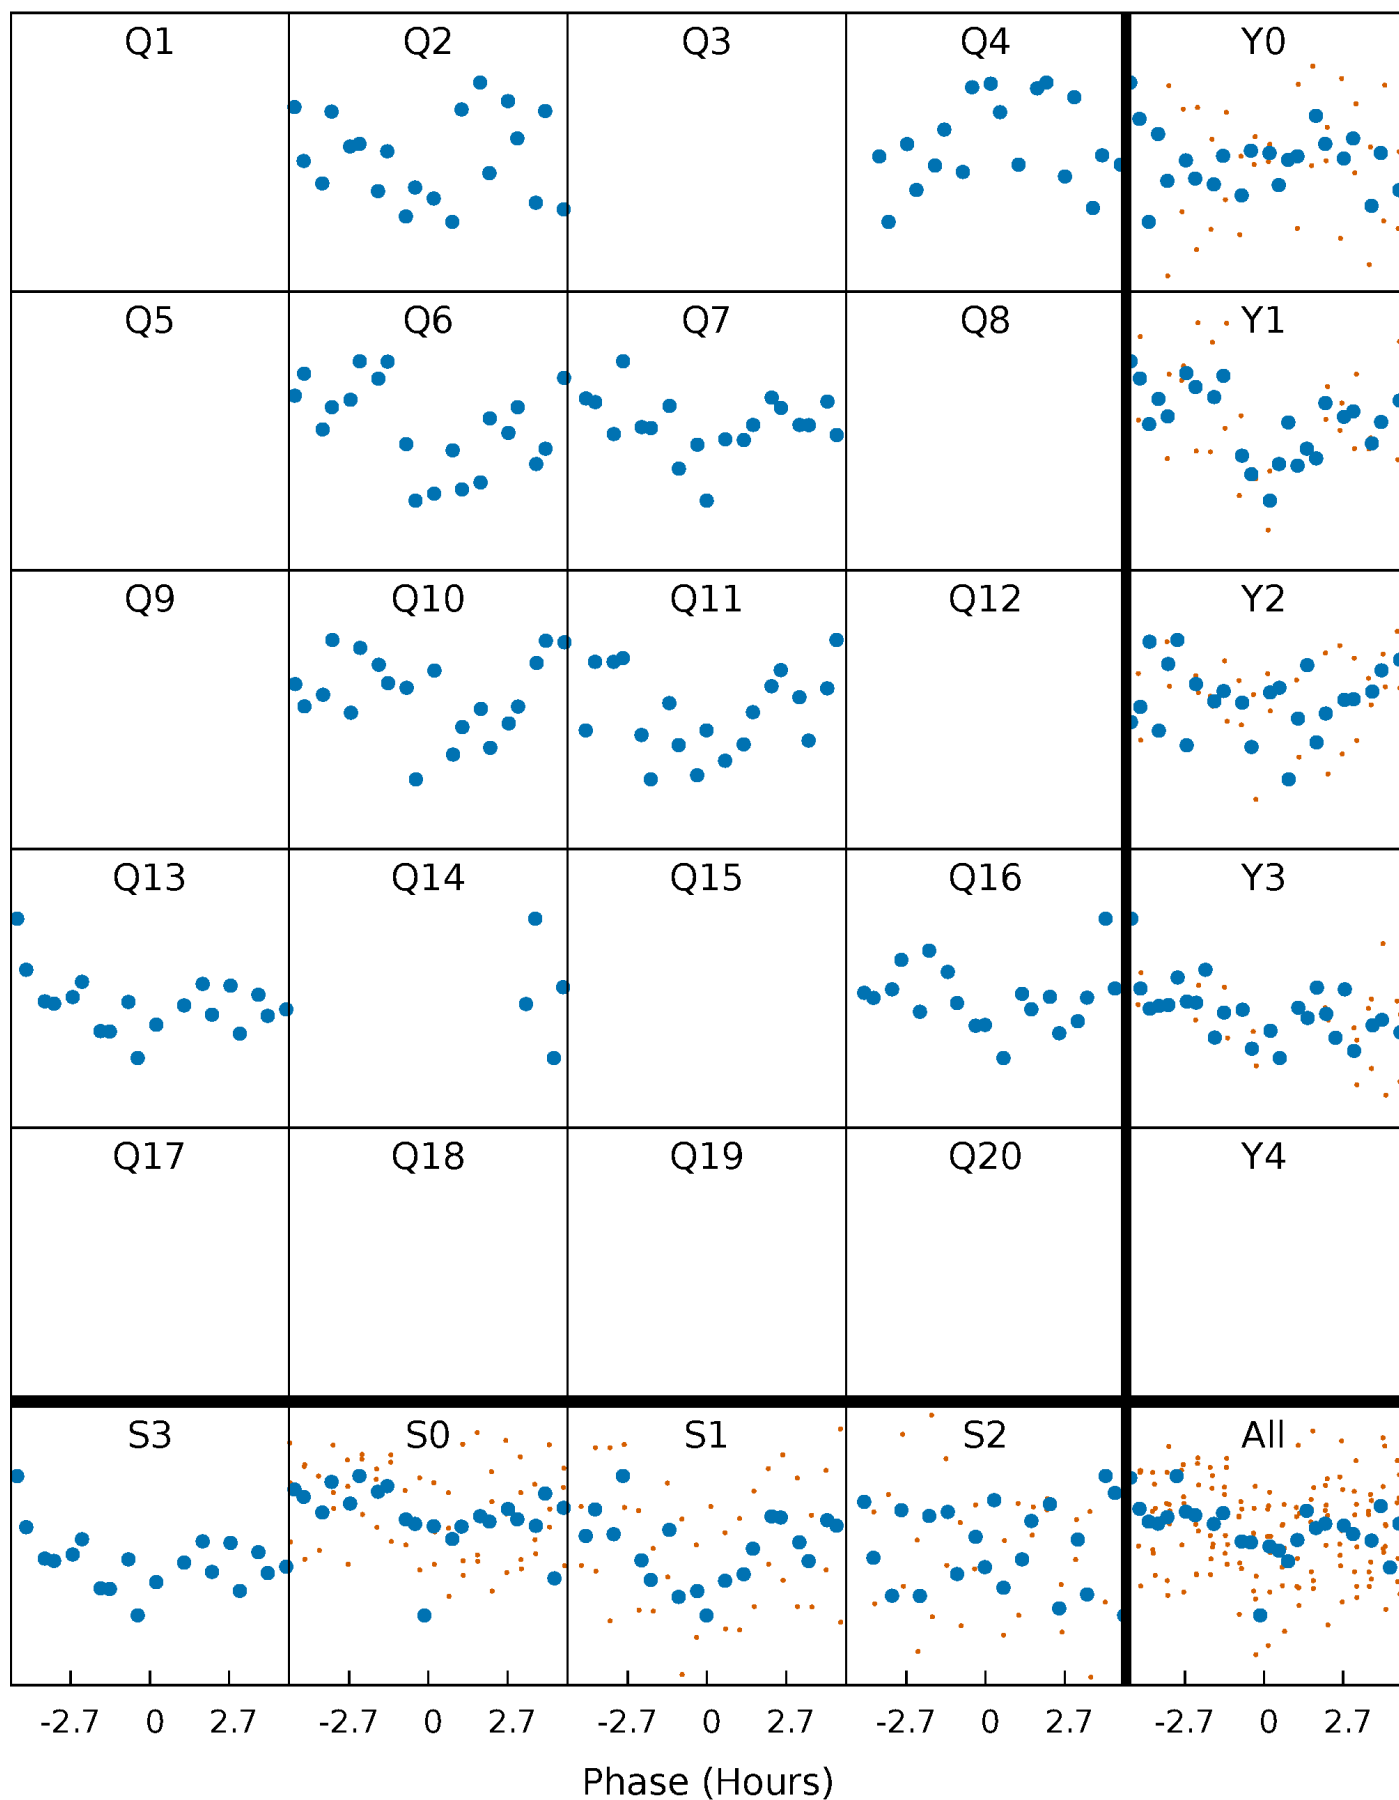 Q1 Q2 Q3 Q4 Y0
Q5 Q6 Q7 Q8 Y1
Q9 Q10 Q11 Q12 Y2
Q13 Q14 Q15 Q16 Y3
Q17 Q18 Q19 Q20 Y4
S3 S0 S1 S2 All
-2.7 0 2.7 -2.7 0 2.7 -2.7 0 2.7 -2.7 0 2.7 -2.7 0 2.7
Phase (Hours)